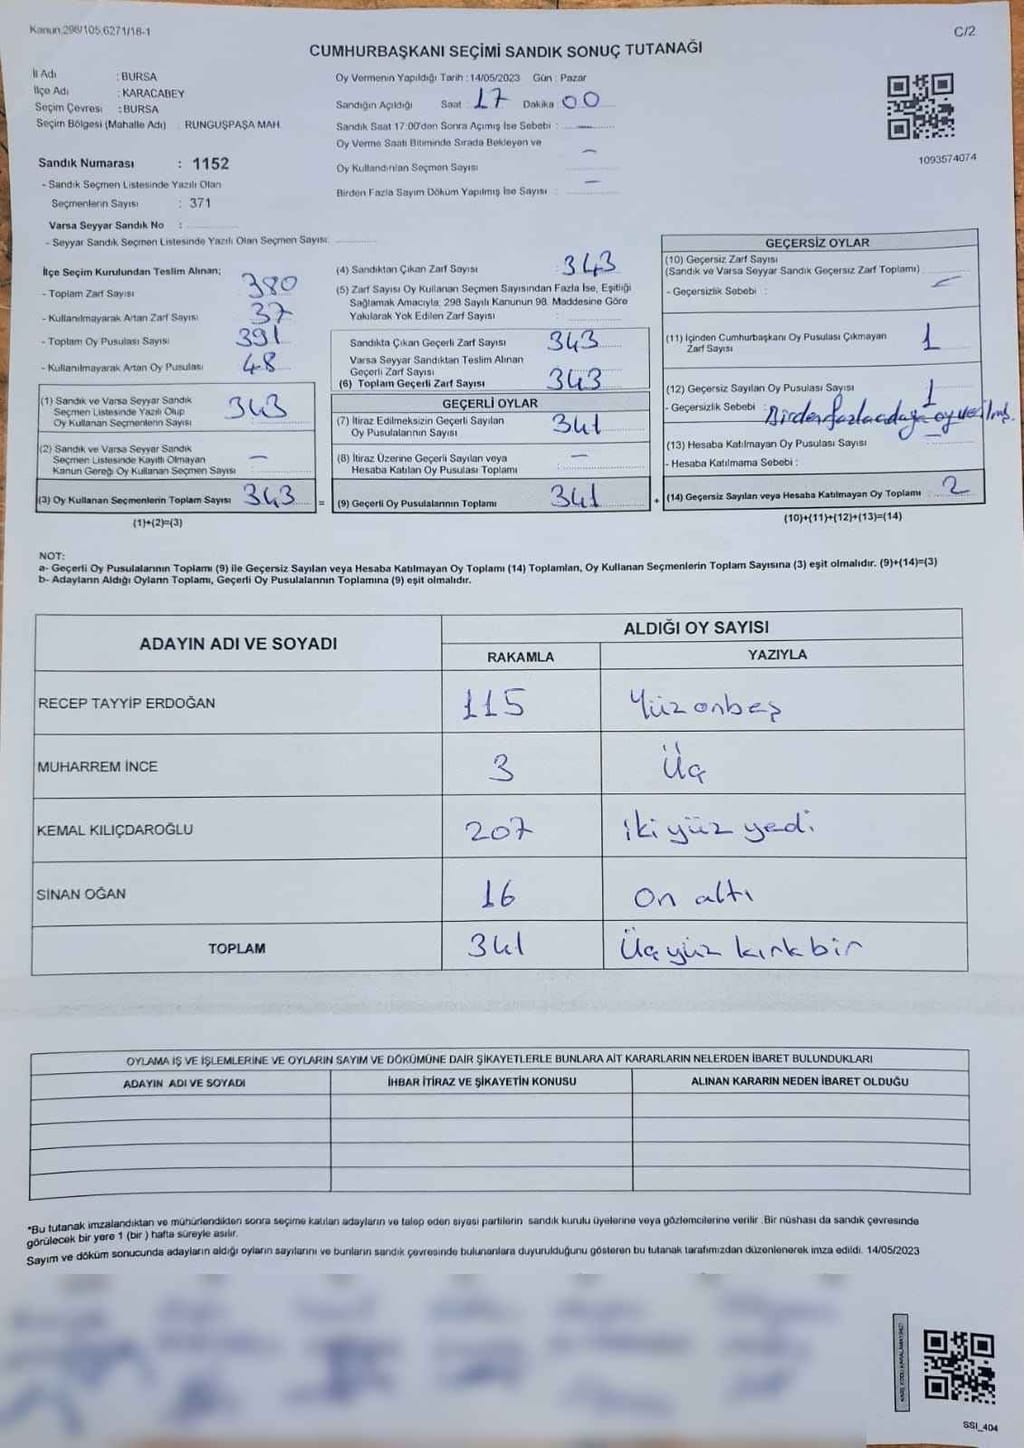 Kanun 298/105,6271/18-1
C/2
CUMHURBAŞKANI SEÇİMİ SANDIK SONUÇ TUTANAĞI
İl Adı : BURSA
İlçe Adı : KARACABEY
Seçim Çevresi : BURSA
Seçim Bölgesi (Mahalle Adı) RUNGUŞPAŞA MAH.
Sandık Numarası : 1152
- Sandık Seçmen Listesinde Yazılı Olan
Seçmenlerin Sayısı : 371
Varsa Seyyar Sandık No :
- Seyyar Sandık Seçmen Listesinde Yazılı Olan Seçmen Sayısı:
Oy Vermenin Yapıldığı Tarih : 14/05/2023 Gün : Pazar
Sandığın Açıldığı Saat : 17 Dakika : 00
Sandık Saat 17:00'den Sonra Açımış İse Sebebi : —
Oy Verme Saati Bitiminde Sırada Bekleyen ve
Oy Kullandırılan Seçmen Sayısı —
Birden Fazla Sayım Döküm Yapılmış İse Sayısı —
1093574074
İlçe Seçim Kurulundan Teslim Alınan;
- Toplam Zarf Sayısı 380
- Kullanılmayarak Artan Zarf Sayısı 37
- Toplam Oy Pusulası Sayısı 391
- Kullanılmayarak Artan Oy Pusulası 48
(1) Sandık ve Varsa Seyyar Sandık
Seçmen Listesinde Yazılı Olup
Oy Kullanan Seçmenlerin Sayısı 343
(2) Sandık ve Varsa Seyyar Sandık
Seçmen Listesinde Kayıtlı Olmayan
Kanun Gereği Oy Kullanan Seçmen Sayısı —
(3) Oy Kullanan Seçmenlerin Toplam Sayısı 343 =
(1)+(2)=(3)
(4) Sandıktan Çıkan Zarf Sayısı : 343
(5) Zarf Sayısı Oy Kullanan Seçmen Sayısından Fazla İse, Eşitliği
Sağlamak Amacıyla, 298 Sayılı Kanunun 98. Maddesine Göre
Yakılarak Yok Edilen Zarf Sayısı :
Sandıkta Çıkan Geçerli Zarf Sayısı 343
Varsa Seyyar Sandıktan Teslim Alınan
Geçerli Zarf Sayısı
(6) Toplam Geçerli Zarf Sayısı 343
GEÇERLİ OYLAR
(7) İtiraz Edilmeksizin Geçerli Sayılan
Oy Pusulalarının Sayısı 341
(8) İtiraz Üzerine Geçerli Sayılan veya
Hesaba Katılan Oy Pusulası Toplamı —
(9) Geçerli Oy Pusulalarının Toplamı 341 +
GEÇERSİZ OYLAR
(10) Geçersiz Zarf Sayısı
(Sandık ve Varsa Seyyar Sandık Geçersiz Zarf Toplamı) —
- Geçersizlik Sebebi :
(11) İçinden Cumhurbaşkanı Oy Pusulası Çıkmayan
Zarf Sayısı 1
(12) Geçersiz Sayılan Oy Pusulası Sayısı 1
- Geçersizlik Sebebi : Birden fazla adaya oy verilmiş.
(13) Hesaba Katılmayan Oy Pusulası Sayısı —
- Hesaba Katılmama Sebebi :
(14) Geçersiz Sayılan veya Hesaba Katılmayan Oy Toplamı 2
(10)+(11)+(12)+(13)=(14)
NOT:
a- Geçerli Oy Pusulalarının Toplamı (9) ile Geçersiz Sayılan veya Hesaba Katılmayan Oy Toplamı (14) Toplamları, Oy Kullanan Seçmenlerin Toplam Sayısına (3) eşit olmalıdır. (9)+(14)=(3)
b- Adayların Aldığı Oyların Toplamı, Geçerli Oy Pusulalarının Toplamına (9) eşit olmalıdır.
ADAYIN ADI VE SOYADI
ALDIĞI OY SAYISI
RAKAMLA YAZIYLA
RECEP TAYYİP ERDOĞAN 115 Yüz onbeş
MUHARREM İNCE 3 Üç
KEMAL KILIÇDAROĞLU 207 iki yüz yedi
SİNAN OĞAN 16 On altı
TOPLAM 341 Üç yüz kırk bir
OYLAMA İŞ VE İŞLEMLERİNE VE OYLARIN SAYIM VE DÖKÜMÜNE DAİR ŞİKAYETLERLE BUNLARA AİT KARARLARIN NELERDEN İBARET BULUNDUKLARI
ADAYIN ADI VE SOYADI İHBAR İTİRAZ VE ŞİKAYETİN KONUSU ALINAN KARARIN NEDEN İBARET OLDUĞU
*Bu tutanak imzalandıktan ve mühürlendikten sonra seçime katılan adayların ve talep eden siyasi partilerin sandık kurulu üyelerine veya gözlemcilerine verilir. Bir nüshası da sandık çevresinde
görülecek bir yere 1 (bir) hafta süreyle asılır.
Sayım ve döküm sonucunda adayların aldığı oyların sayılarını ve bunların sandık çevresinde bulunanlara duyurulduğunu gösteren bu tutanak tarafımızdan düzenlenerek imza edildi. 14/05/2023
SSI_404